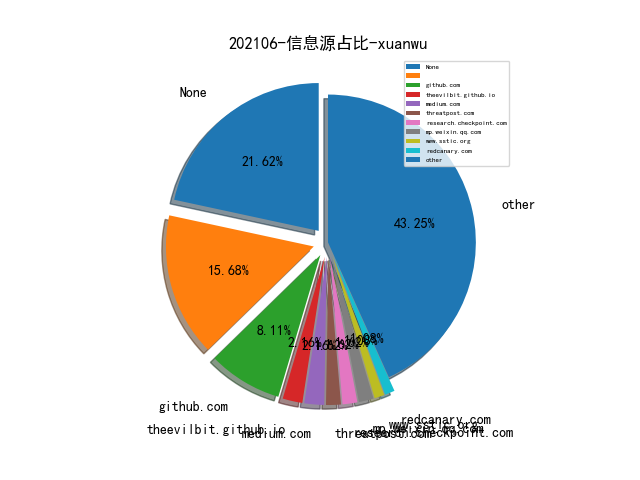 202106-信息源占比-xuanwu
None
github.com
theevilbit.github.io
medium.com
threatpost.com
research.checkpoint.com
mp.weixin.qq.com
www.sstic.org
redcanary.com
other
None
21.62%
other
43.25%
15.68%
8.11%
github.com
redcanary.com
theevilbit.github.io
medium.com
threatpost.com
research.checkpoint.com